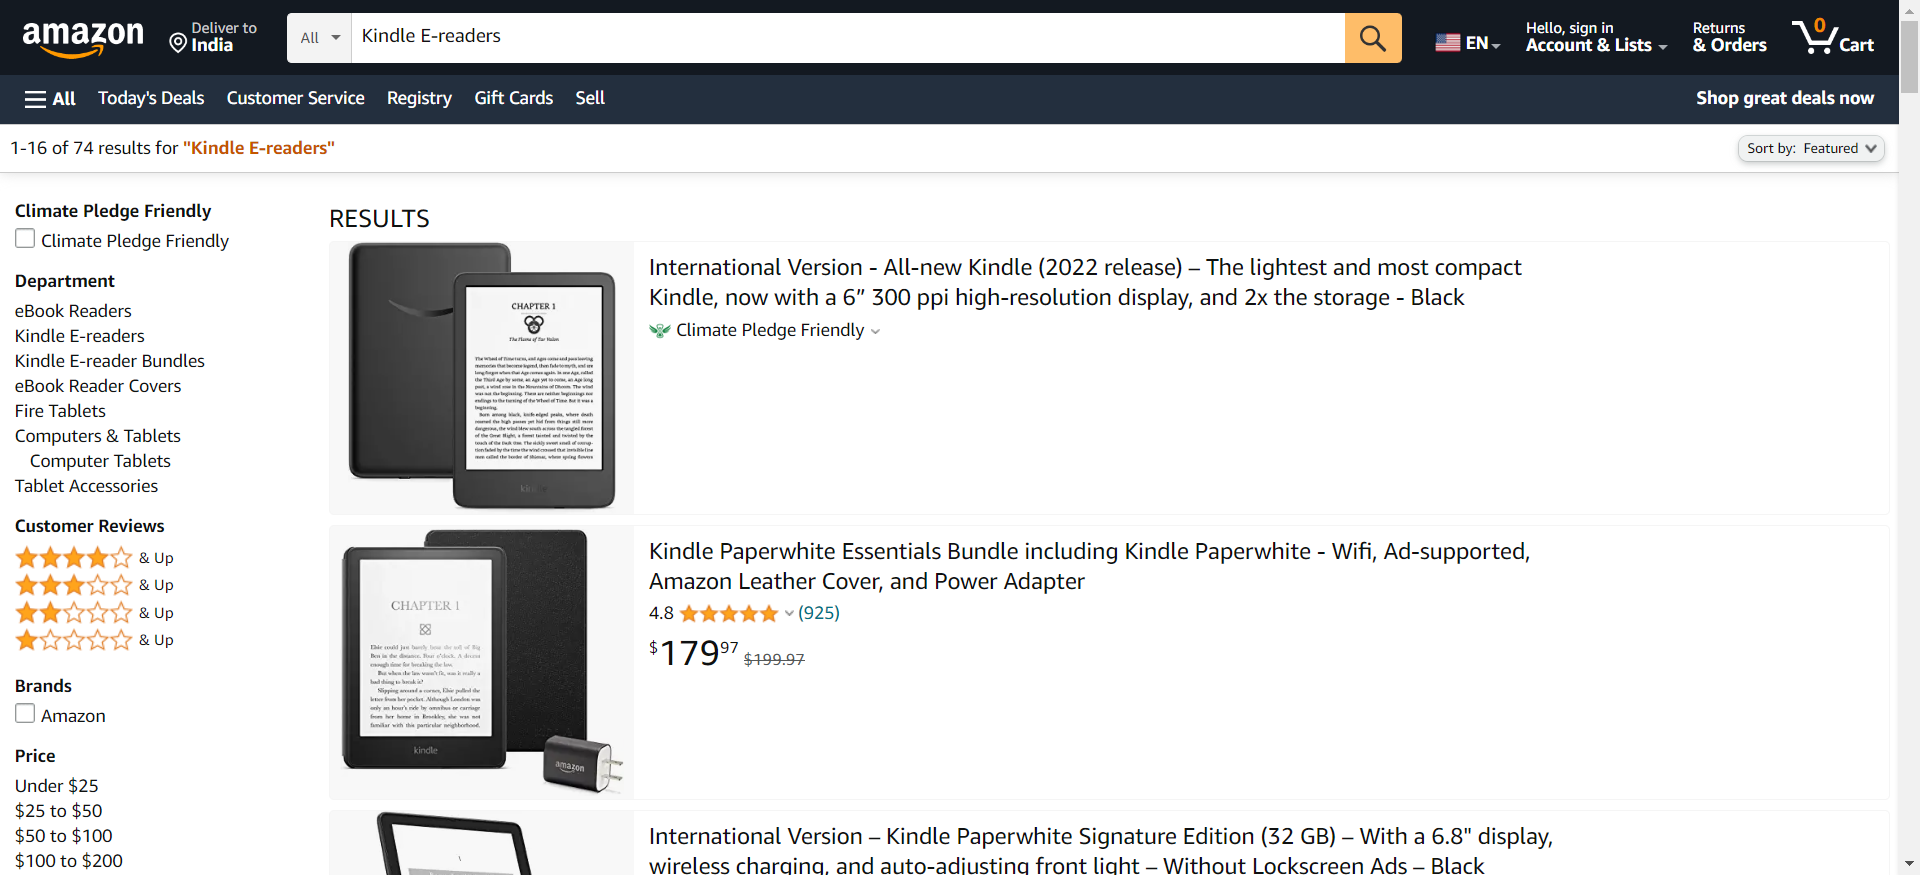 amazon
Deliver to
India
All
Kindle E-readers
EN
Hello, sign in
Account & Lists
Returns
& Orders
0
Cart
All
Today's Deals
Customer Service
Registry
Gift Cards
Sell
Shop great deals now
1-16 of 74 results for "Kindle E-readers"
Sort by: Featured
Climate Pledge Friendly
Climate Pledge Friendly
Department
eBook Readers
Kindle E-readers
Kindle E-reader Bundles
eBook Reader Covers
Fire Tablets
Computers & Tablets
Computer Tablets
Tablet Accessories
Customer Reviews
& Up
& Up
& Up
& Up
Brands
Amazon
Price
Under $25
$25 to $50
$50 to $100
$100 to $200
RESULTS
CHAPTER 1
The Flame of Tar Valon
kindle
International Version - All-new Kindle (2022 release) – The lightest and most compact
Kindle, now with a 6” 300 ppi high-resolution display, and 2x the storage - Black
Climate Pledge Friendly
CHAPTER 1
kindle
amazon
Kindle Paperwhite Essentials Bundle including Kindle Paperwhite - Wifi, Ad-supported,
Amazon Leather Cover, and Power Adapter
4.8 (925)
$179.97 $199.97
International Version – Kindle Paperwhite Signature Edition (32 GB) – With a 6.8" display,
wireless charging, and auto-adjusting front light – Without Lockscreen Ads – Black